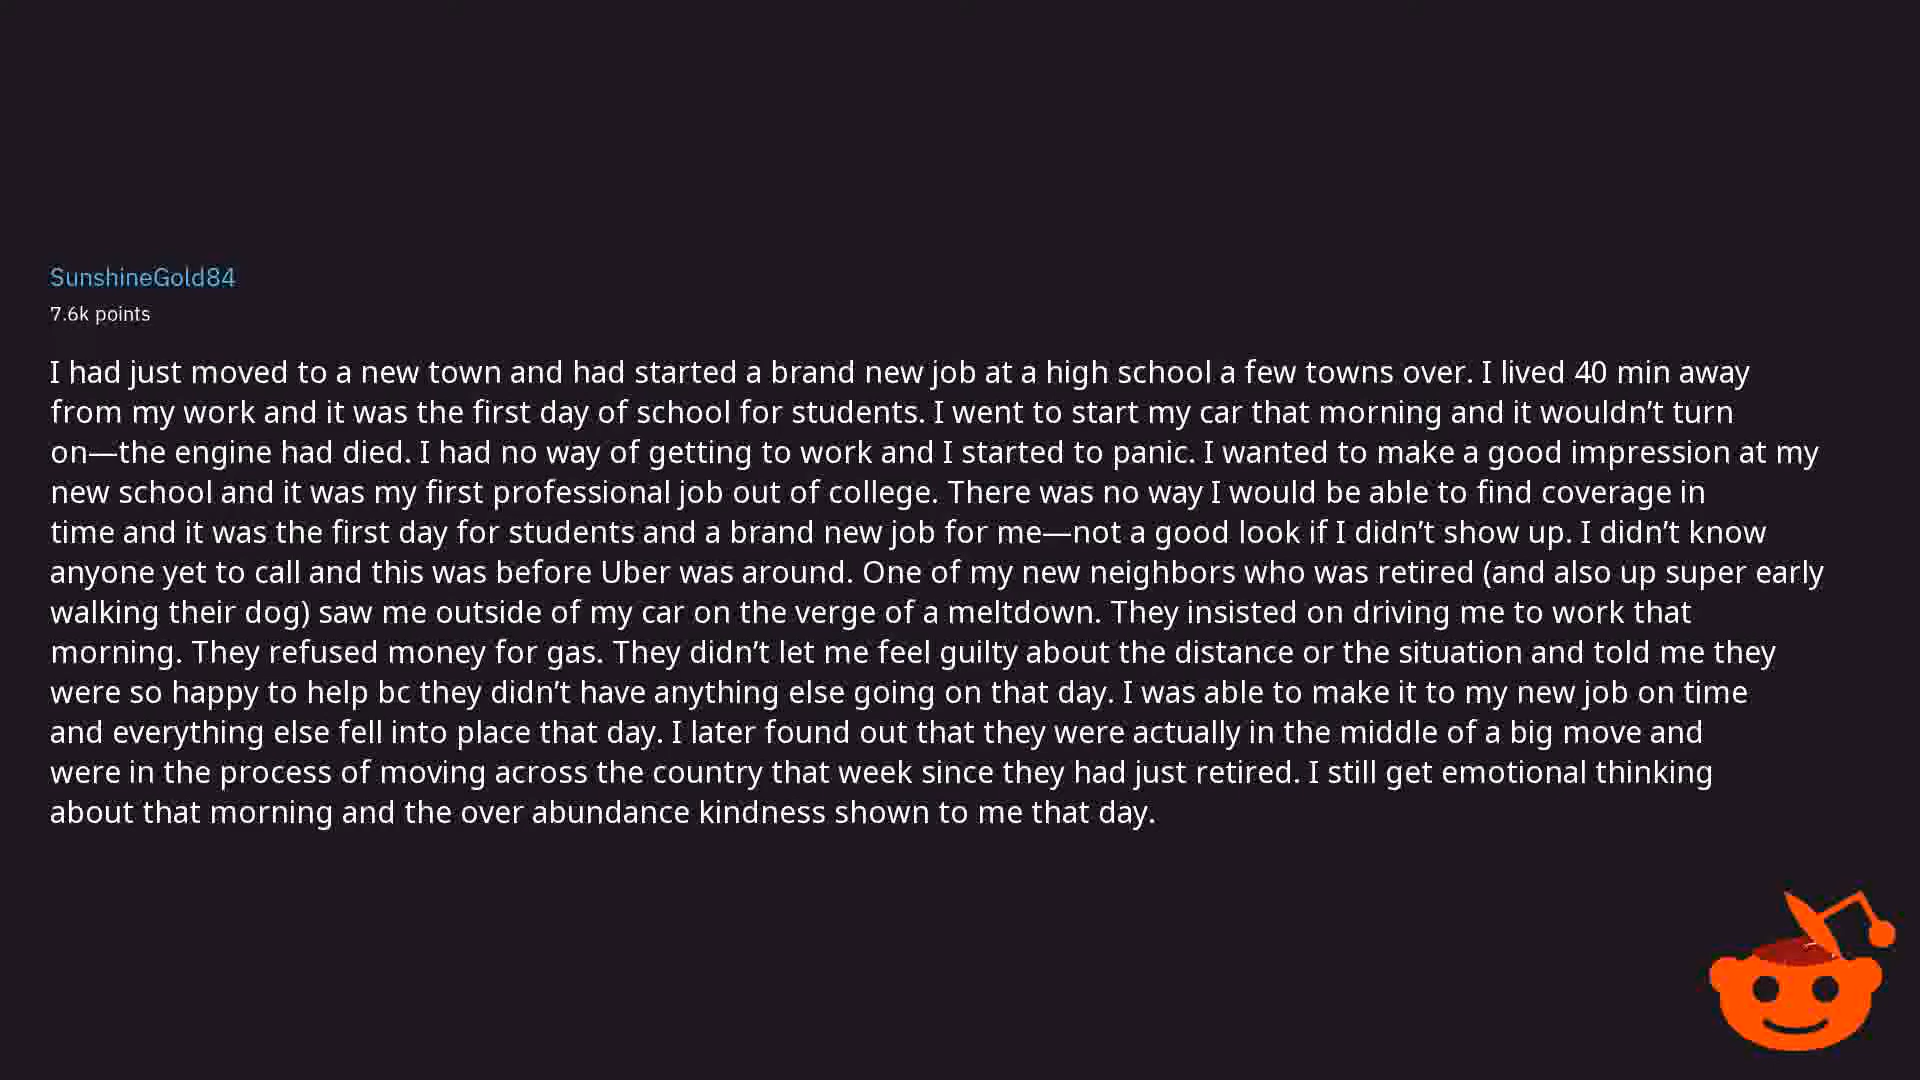 SunshineGold84
7.6k points
I had just moved to a new town and had started a brand new job at a high school a few towns over. I lived 40 min away
from my work and it was the first day of school for students. I went to start my car that morning and it wouldn’t turn
on—the engine had died. I had no way of getting to work and I started to panic. I wanted to make a good impression at my
new school and it was my first professional job out of college. There was no way I would be able to find coverage in
time and it was the first day for students and a brand new job for me—not a good look if I didn’t show up. I didn’t know
anyone yet to call and this was before Uber was around. One of my new neighbors who was retired (and also up super early
walking their dog) saw me outside of my car on the verge of a meltdown. They insisted on driving me to work that
morning. They refused money for gas. They didn’t let me feel guilty about the distance or the situation and told me they
were so happy to help bc they didn’t have anything else going on that day. I was able to make it to my new job on time
and everything else fell into place that day. I later found out that they were actually in the middle of a big move and
were in the process of moving across the country that week since they had just retired. I still get emotional thinking
about that morning and the over abundance kindness shown to me that day.